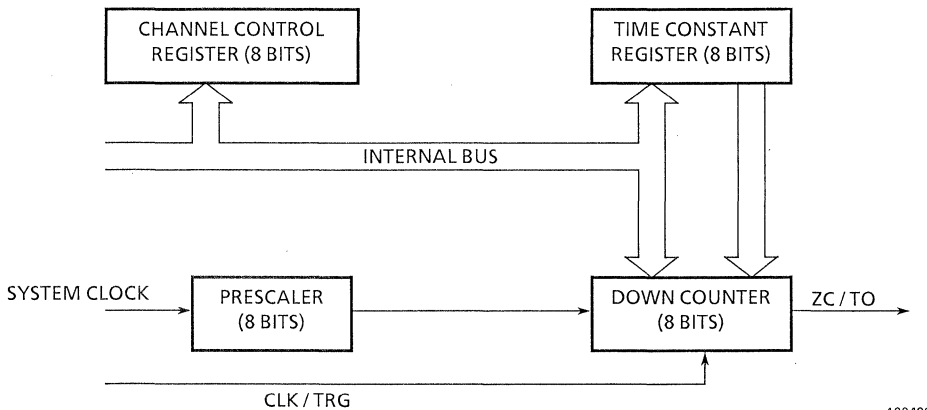 CHANNEL CONTROL
REGISTER (8 BITS)
TIME CONSTANT
REGISTER (8 BITS)
INTERNAL BUS
SYSTEM CLOCK
PRESCALER
(8 BITS)
DOWN COUNTER
(8 BITS)
ZC / TO
CLK / TRG